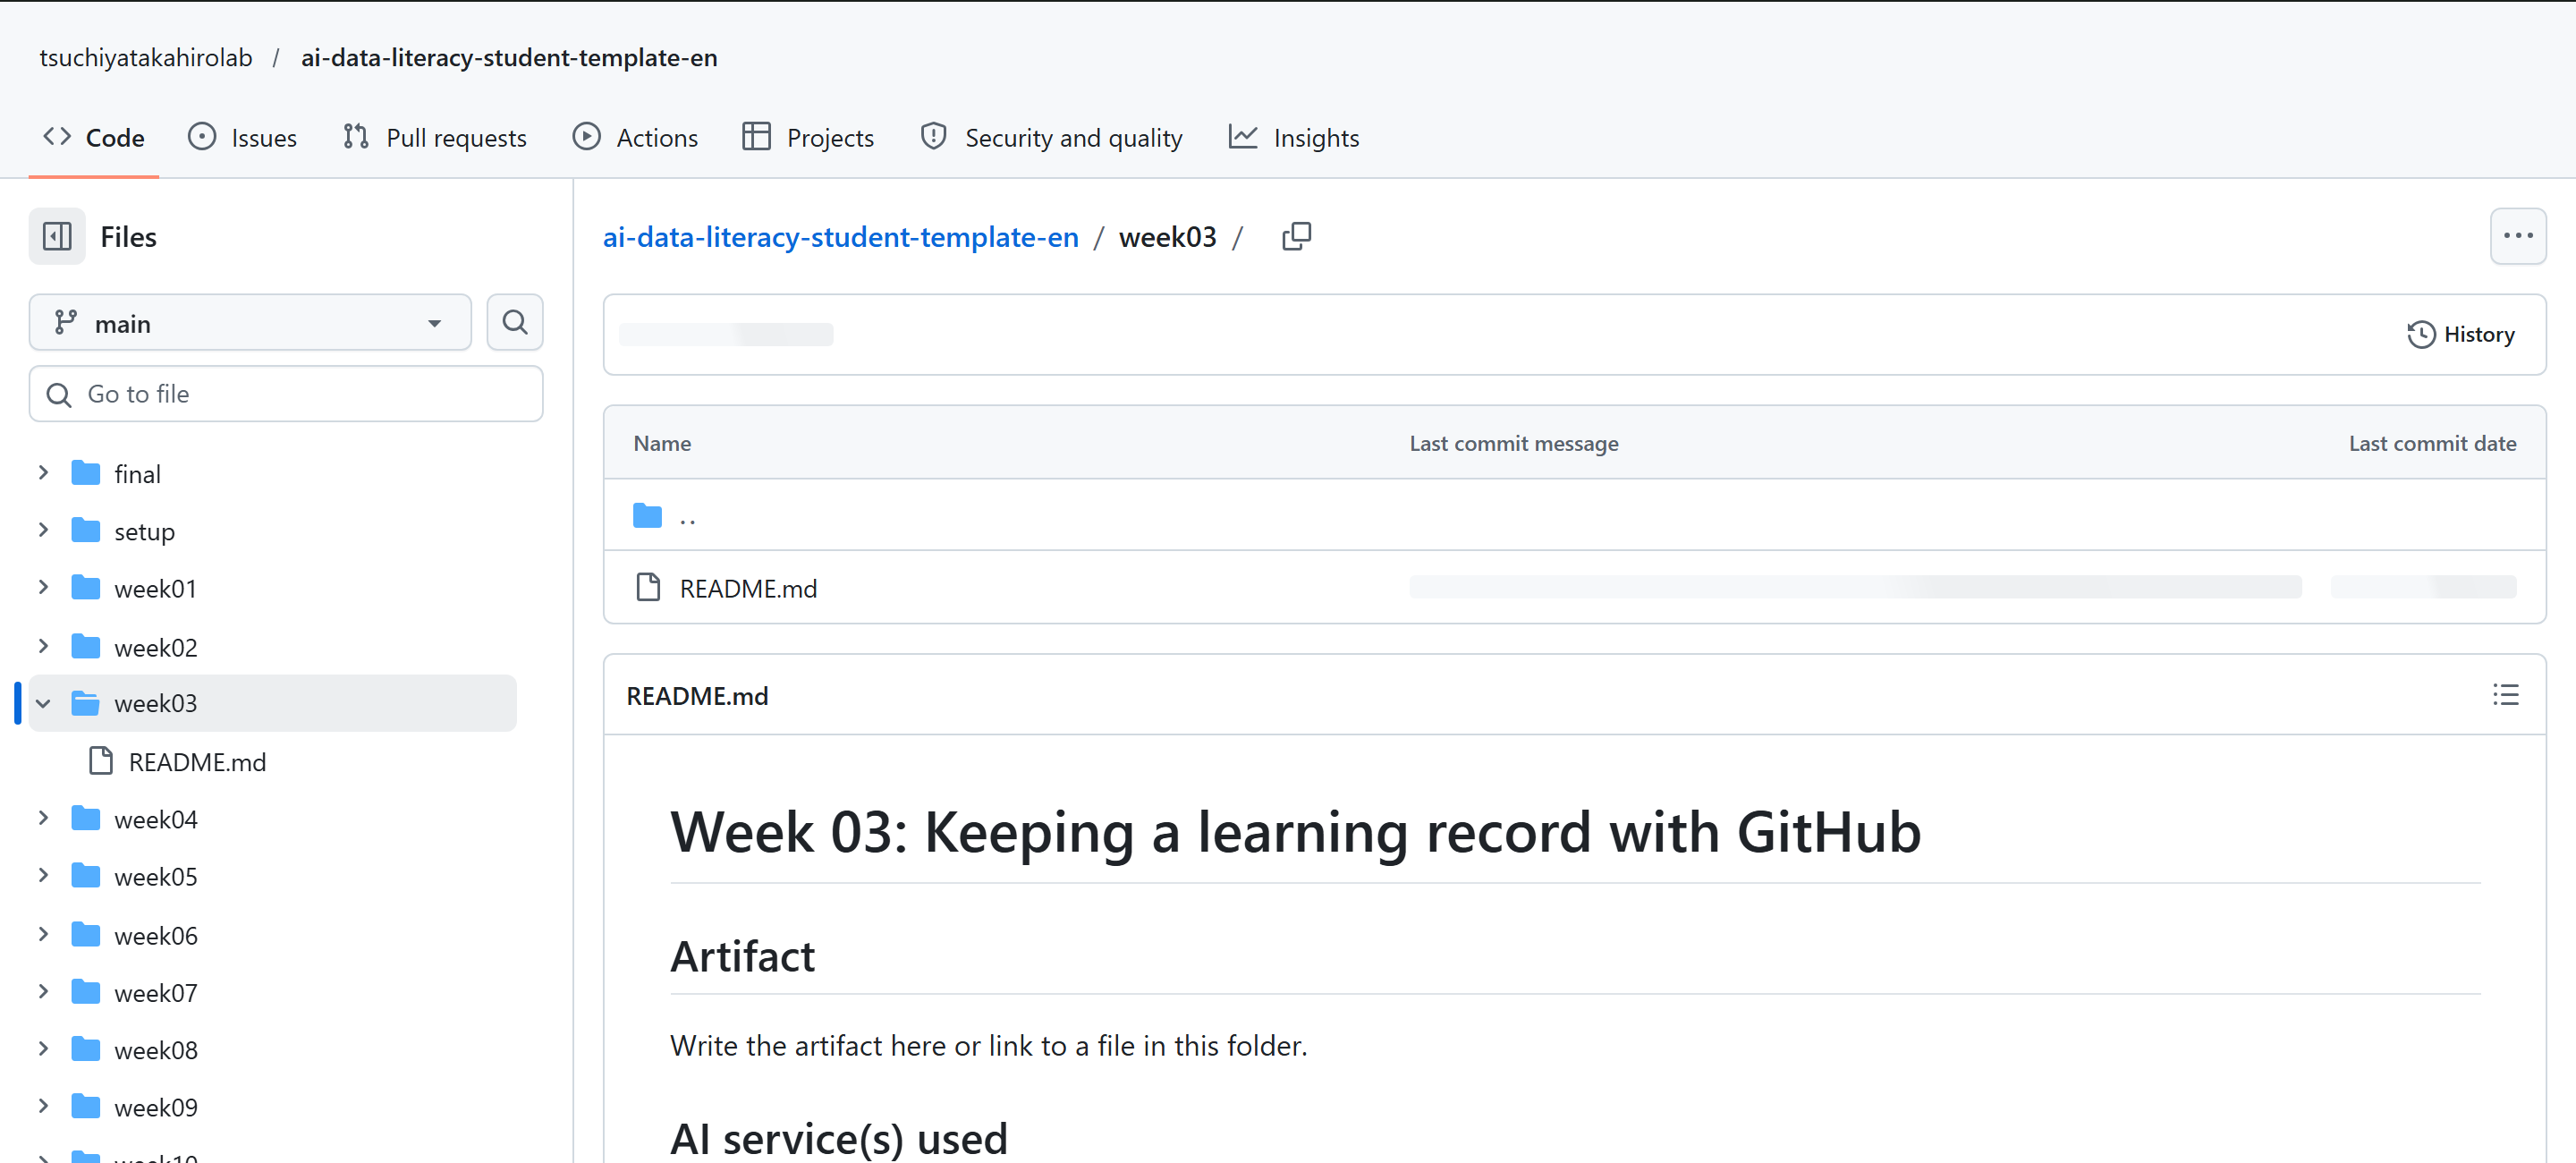 tsuchiyatakahirolab / ai-data-literacy-student-template-en
Code Issues Pull requests Actions Projects Security and quality Insights
Files
main
Go to file
final
setup
week01
week02
week03
README.md
week04
week05
week06
week07
week08
week09
week10
ai-data-literacy-student-template-en / week03 /
History
Name Last commit message Last commit date
..
README.md
README.md
Week 03: Keeping a learning record with GitHub
Artifact
Write the artifact here or link to a file in this folder.
AI service(s) used